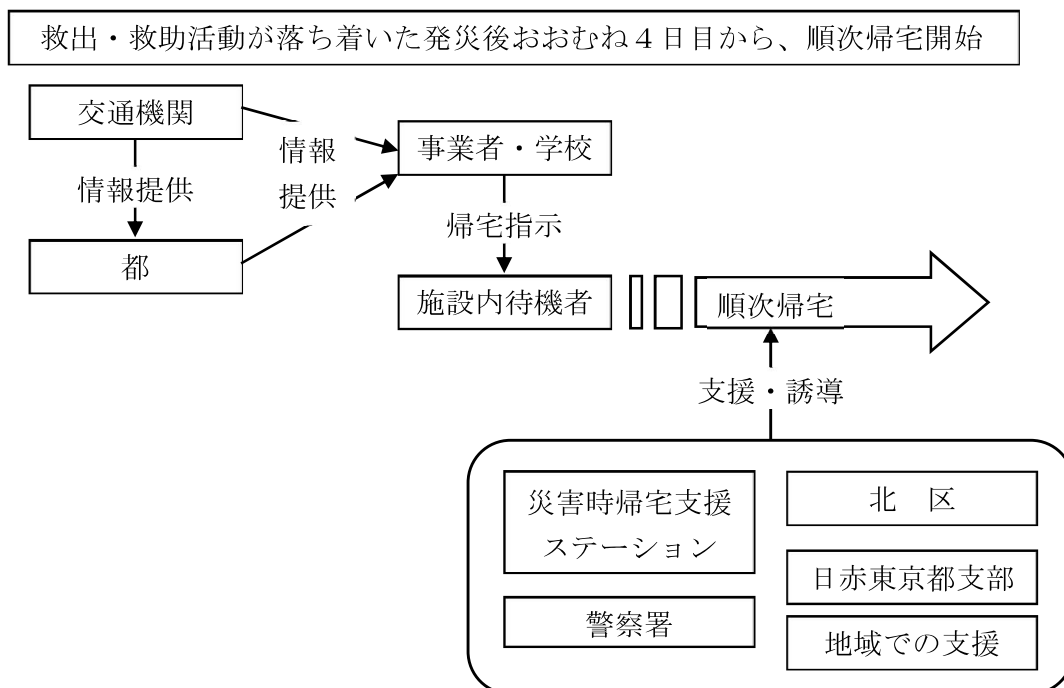 救出・救助活動が落ち着いた発災後おおむね４日目から、順次帰宅開始
交通機関
情報提供
都
情報
提供
事業者・学校
帰宅指示
施設内待機者
順次帰宅
支援・誘導
災害時帰宅支援
ステーション
警察署
北　区
日赤東京都支部
地域での支援